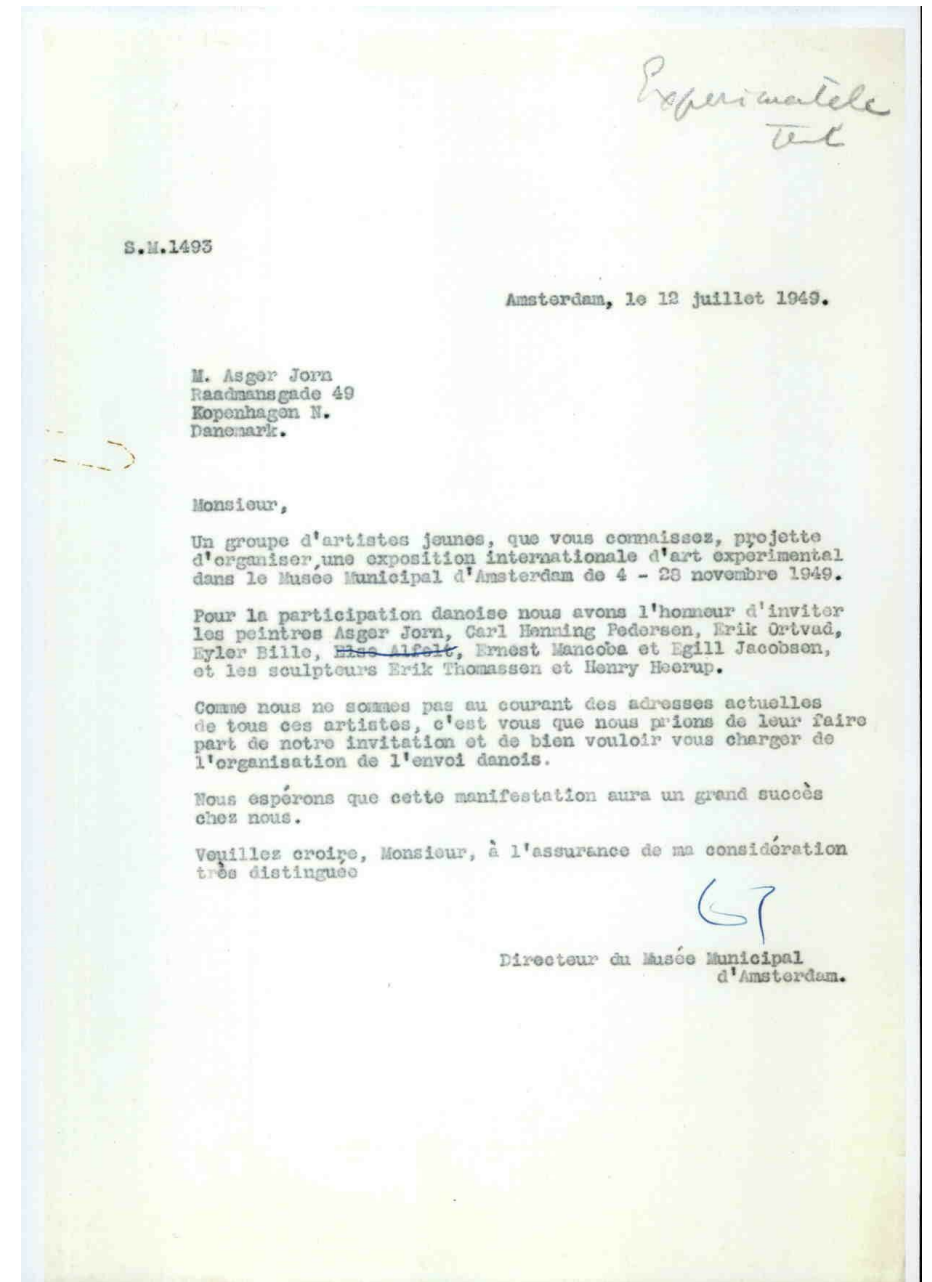 Experimentele
Tent
S.M.1493
Amsterdam, le 12 juillet 1949.
M. Asger Jorn
Raadmansgade 49
Kopenhagen N.
Danemark.
Monsieur,
Un groupe d'artistes jeunes, que vous connaissez, projette
d'organiser une exposition internationale d'art experimental
dans le Musée Municipal d'Amsterdam de 4 - 28 novembre 1949.
Pour la participation danoise nous avons l'honneur d'inviter
les peintres Asger Jorn, Carl Henning Pedersen, Erik Ortvad,
Eyler Bille, Else Alfelt, Ernest Mancoba et Egill Jacobsen,
et les sculpteurs Erik Thomassen et Henry Heerup.
Comme nous ne sommes pas au courant des adresses actuelles
de tous ces artistes, c'est vous que nous prions de leur faire
part de notre invitation et de bien vouloir vous charger de
l'organisation de l'envoi danois.
Nous espérons que cette manifestation aura un grand succès
chez nous.
Veuillez croire, Monsieur, à l'assurance de ma considération
très distinguée
Directeur du Musée Municipal
d'Amsterdam.